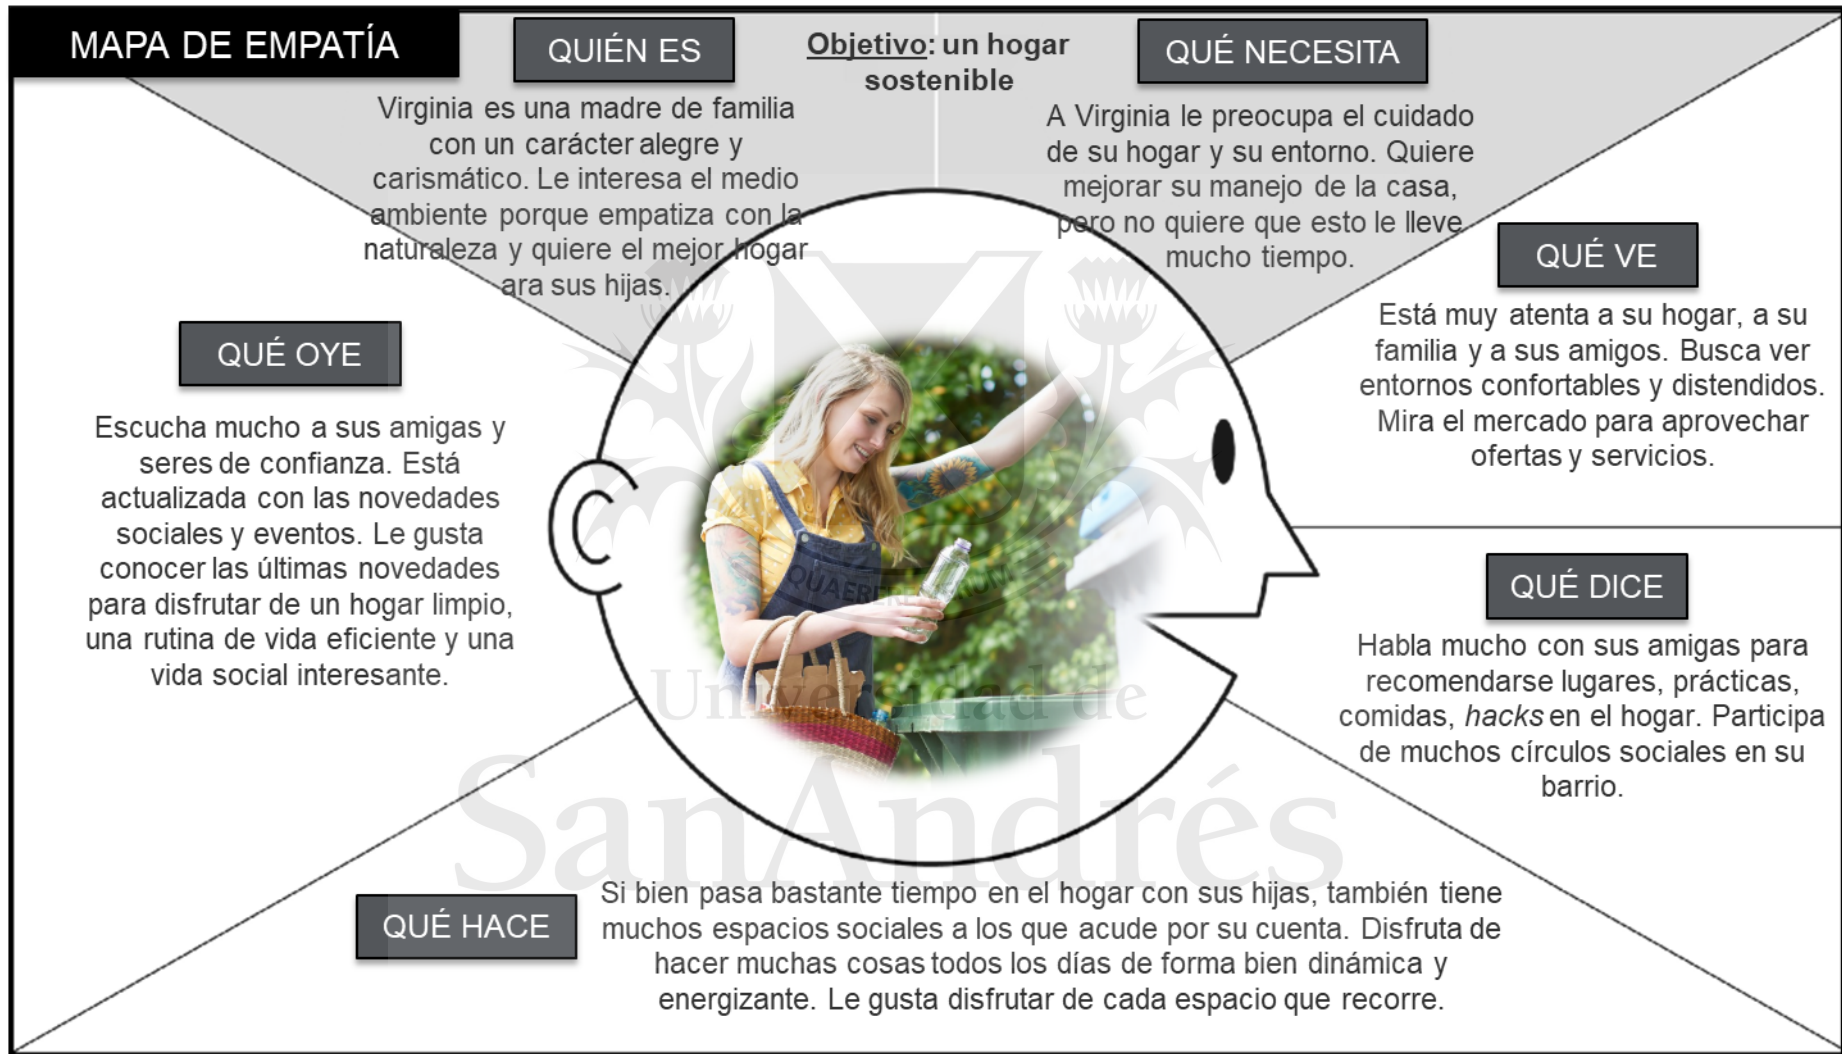 MAPA DE EMPATÍA
QUIÉN ES
Virginia es una madre de familia
con un carácter alegre y
carismático. Le interesa el medio
ambiente porque empatiza con la
naturaleza y quiere el mejor hogar
ara sus hijas.
Objetivo: un hogar
sostenible
QUÉ NECESITA
A Virginia le preocupa el cuidado
de su hogar y su entorno. Quiere
mejorar su manejo de la casa,
pero no quiere que esto le lleve
mucho tiempo.
QUÉ VE
Está muy atenta a su hogar, a su
familia y a sus amigos. Busca ver
entornos confortables y distendidos.
Mira el mercado para aprovechar
ofertas y servicios.
QUÉ OYE
Escucha mucho a sus amigas y
seres de confianza. Está
actualizada con las novedades
sociales y eventos. Le gusta
conocer las últimas novedades
para disfrutar de un hogar limpio,
una rutina de vida eficiente y una
vida social interesante.
QUÉ DICE
Habla mucho con sus amigas para
recomendarse lugares, prácticas,
comidas, hacks en el hogar. Participa
de muchos círculos sociales en su
barrio.
QUÉ HACE
Si bien pasa bastante tiempo en el hogar con sus hijas, también tiene
muchos espacios sociales a los que acude por su cuenta. Disfruta de
hacer muchas cosas todos los días de forma bien dinámica y
energizante. Le gusta disfrutar de cada espacio que recorre.
Universidad de
SanAndrés